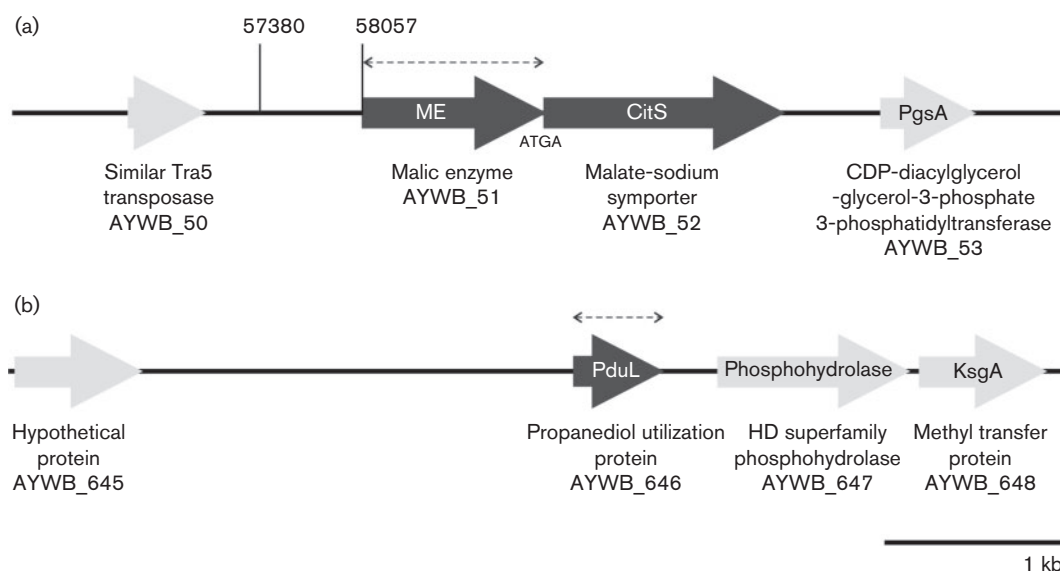 (a)
57380 58057
ME CitS PgsA
ATGA
Similar Tra5
transposase
AYWB_50
Malic enzyme
AYWB_51
Malate-sodium
symporter
AYWB_52
CDP-diacylglycerol
-glycerol-3-phosphate
3-phosphatidyltransferase
AYWB_53
(b)
PduL Phosphohydrolase KsgA
Hypothetical
protein
AYWB_645
Propanediol utilization
protein
AYWB_646
HD superfamily
phosphohydrolase
AYWB_647
Methyl transfer
protein
AYWB_648
1 kb